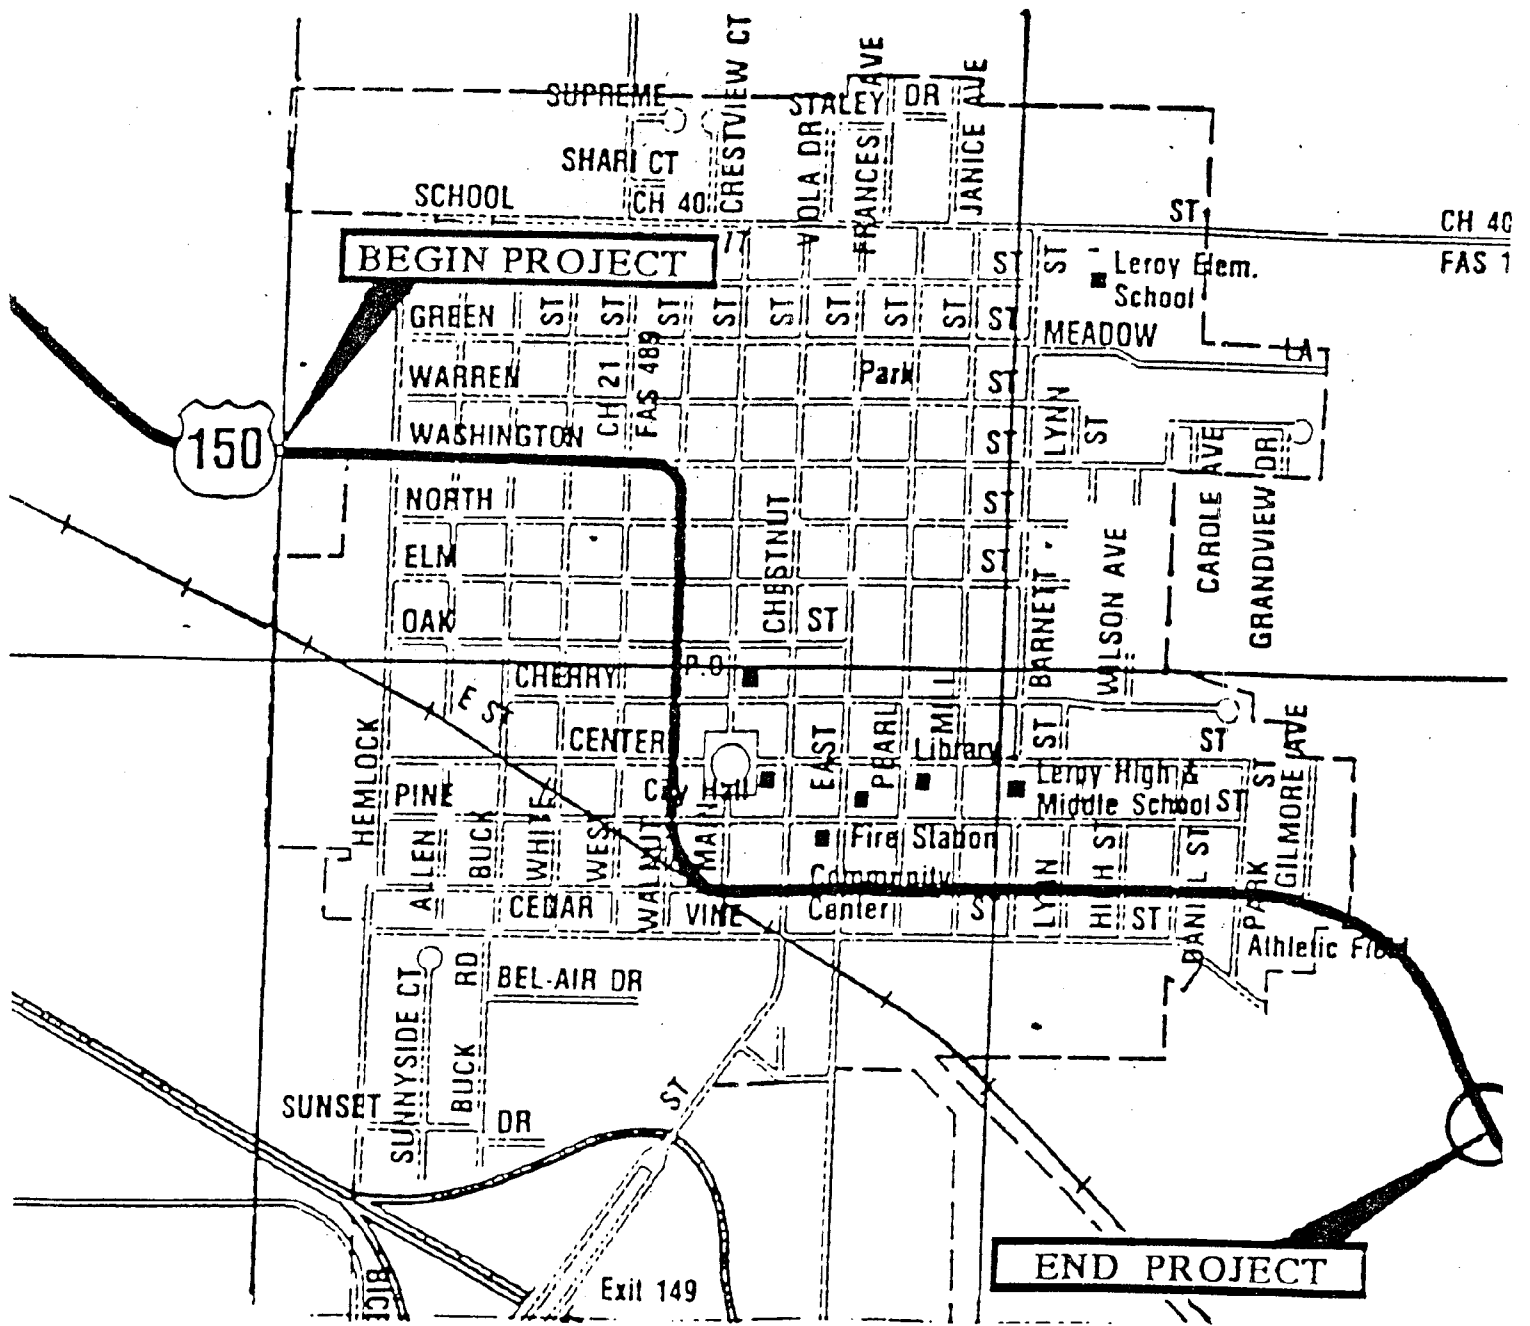 CRESTVIEW CT
SUPREME
STALEY DR
AVE
AVE
SHARI CT
VIOLA DR
FRANCES
JANICE
SCHOOL
CH 40
ST
CH 40
77
FAS 1
BEGIN PROJECT
ST
ST
Leroy Elem.
School
GREEN
ST
ST
ST
ST
ST
ST
ST
ST
ST
MEADOW
LA
WARREN
CH 21
FAS 489
Park
ST
LYNN
ST
WASHINGTON
ST
150
CAROLE AVE
GRANDVIEW DR
NORTH
CHESTNUT
ST
ELM
ST
BARNETT
WILSON AVE
OAK
ST
CHERRY
P.O
E ST
MILL
HEMLOCK
CENTER
EAST
PEARL
Library
ST
ST
GILMORE AVE
PINE
City Hall
Leroy High &
Middle School
ST
ST
ALLEN
BUCK
WHITE
WES
WALNUT
MAIN
Fire Station
HIGH ST
DANIEL ST
PARK
Community
Center
CEDAR
VINE
LYNN
ST
Athletic Field
SUNNYSIDE CT
BUCK RD
BEL-AIR DR
SUNSET
DR
ST
END PROJECT
Exit 149